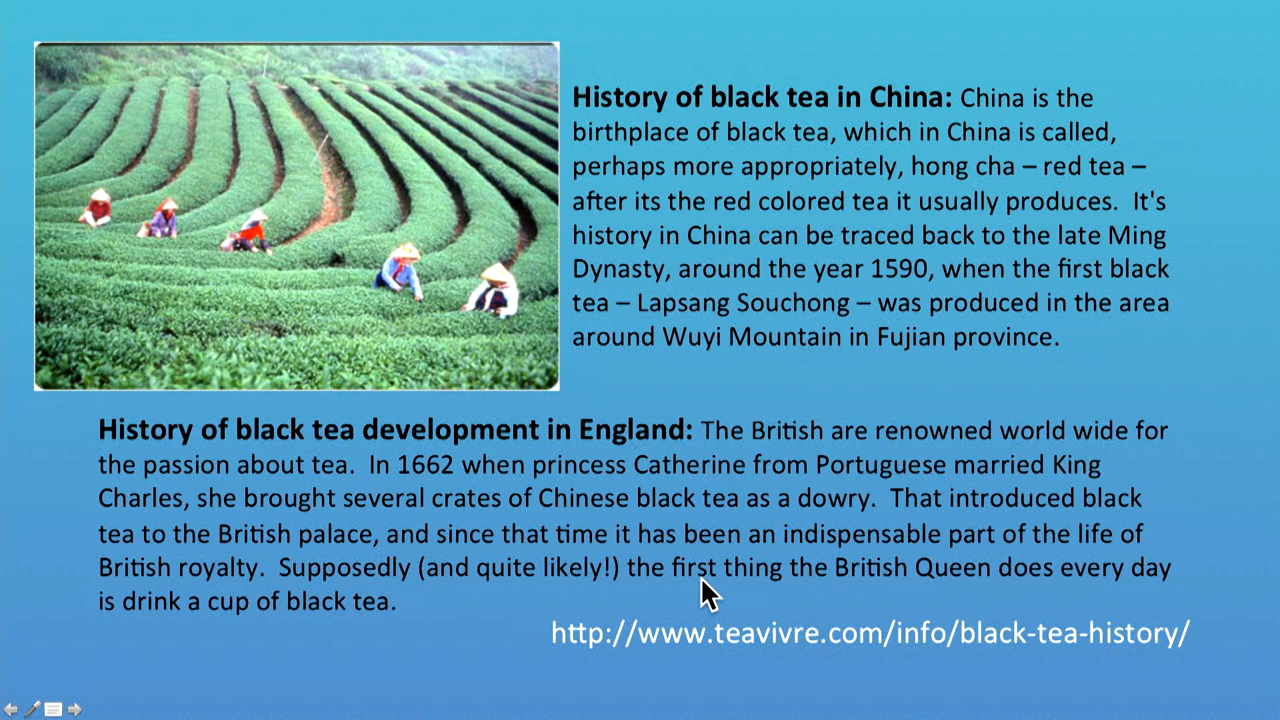 History of black tea in China: China is the
birthplace of black tea, which in China is called,
perhaps more appropriately, hong cha – red tea –
after its the red colored tea it usually produces.  It's
history in China can be traced back to the late Ming
Dynasty, around the year 1590, when the first black
tea – Lapsang Souchong – was produced in the area
around Wuyi Mountain in Fujian province.
History of black tea development in England: The British are renowned world wide for
the passion about tea.  In 1662 when princess Catherine from Portuguese married King
Charles, she brought several crates of Chinese black tea as a dowry.  That introduced black
tea to the British palace, and since that time it has been an indispensable part of the life of
British royalty.  Supposedly (and quite likely!) the first thing the British Queen does every day
is drink a cup of black tea.
http://www.teavivre.com/info/black-tea-history/